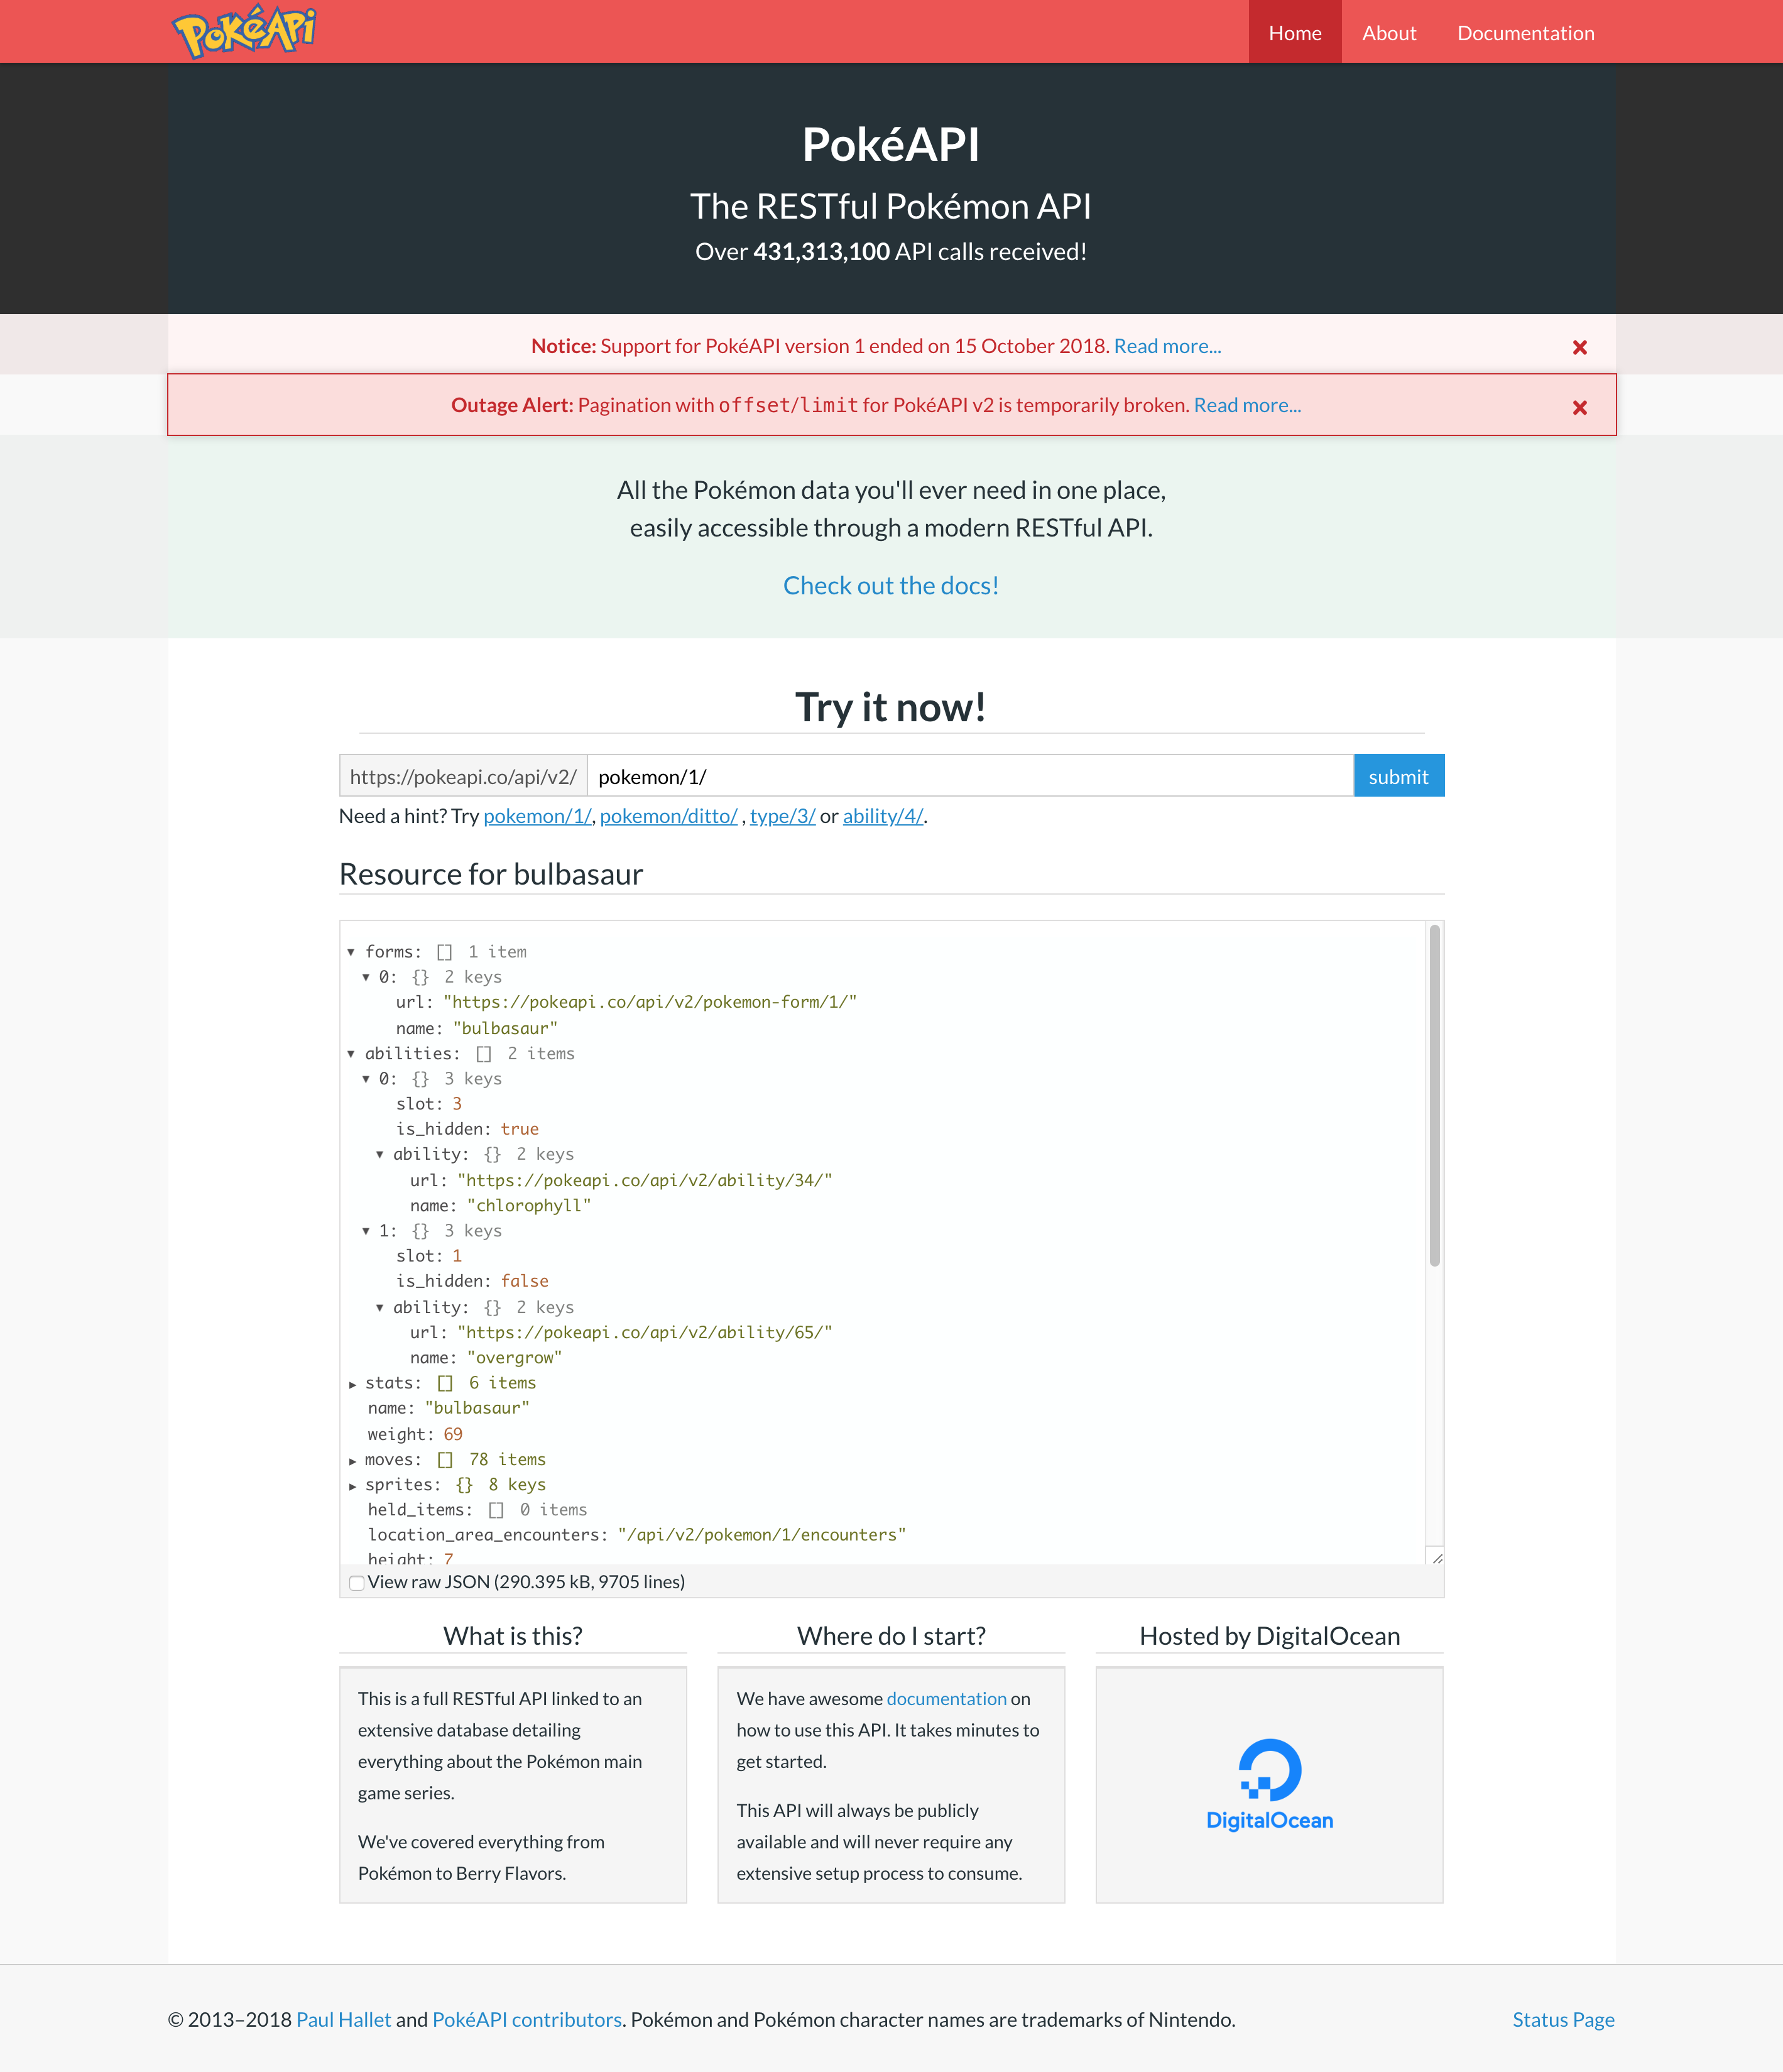 PokéAPi
Home About Documentation
PokéAPI
The RESTful Pokémon API
Over 431,313,100 API calls received!
Notice: Support for PokéAPI version 1 ended on 15 October 2018. Read more...
Outage Alert: Pagination with offset/limit for PokéAPI v2 is temporarily broken. Read more...
All the Pokémon data you'll ever need in one place,
easily accessible through a modern RESTful API.
Check out the docs!
Try it now!
https://pokeapi.co/api/v2/ pokemon/1/ submit
Need a hint? Try pokemon/1/, pokemon/ditto/ , type/3/ or ability/4/.
Resource for bulbasaur
forms: [] 1 item
0: {} 2 keys
url: "https://pokeapi.co/api/v2/pokemon-form/1/"
name: "bulbasaur"
abilities: [] 2 items
0: {} 3 keys
slot: 3
is_hidden: true
ability: {} 2 keys
url: "https://pokeapi.co/api/v2/ability/34/"
name: "chlorophyll"
1: {} 3 keys
slot: 1
is_hidden: false
ability: {} 2 keys
url: "https://pokeapi.co/api/v2/ability/65/"
name: "overgrow"
stats: [] 6 items
name: "bulbasaur"
weight: 69
moves: [] 78 items
sprites: {} 8 keys
held_items: [] 0 items
location_area_encounters: "/api/v2/pokemon/1/encounters"
height: 7
View raw JSON (290.395 kB, 9705 lines)
What is this?
This is a full RESTful API linked to an
extensive database detailing
everything about the Pokémon main
game series.
We've covered everything from
Pokémon to Berry Flavors.
Where do I start?
We have awesome documentation on
how to use this API. It takes minutes to
get started.
This API will always be publicly
available and will never require any
extensive setup process to consume.
Hosted by DigitalOcean
DigitalOcean
© 2013–2018 Paul Hallet and PokéAPI contributors. Pokémon and Pokémon character names are trademarks of Nintendo.
Status Page